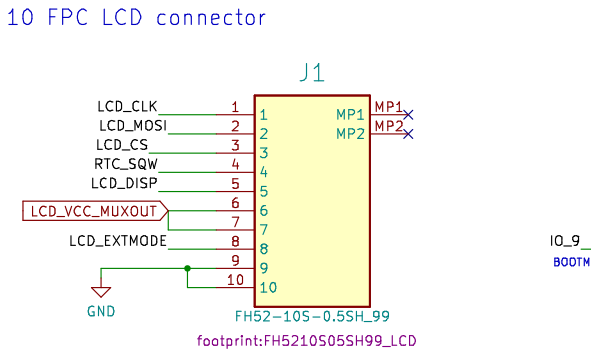 10 FPC LCD connector
J1
LCD_CLK 1 1 MP1 MP1
LCD_MOSI 2 2 MP2 MP2
LCD_CS 3 3
RTC_SQW 4 4
LCD_DISP 5 5
LCD_VCC_MUXOUT 6 6
7 7
LCD_EXTMODE 8 8
IO_9
9 9
BOOTM
10 10
GND
FH52-10S-0.5SH_99
footprint:FH5210S05SH99_LCD